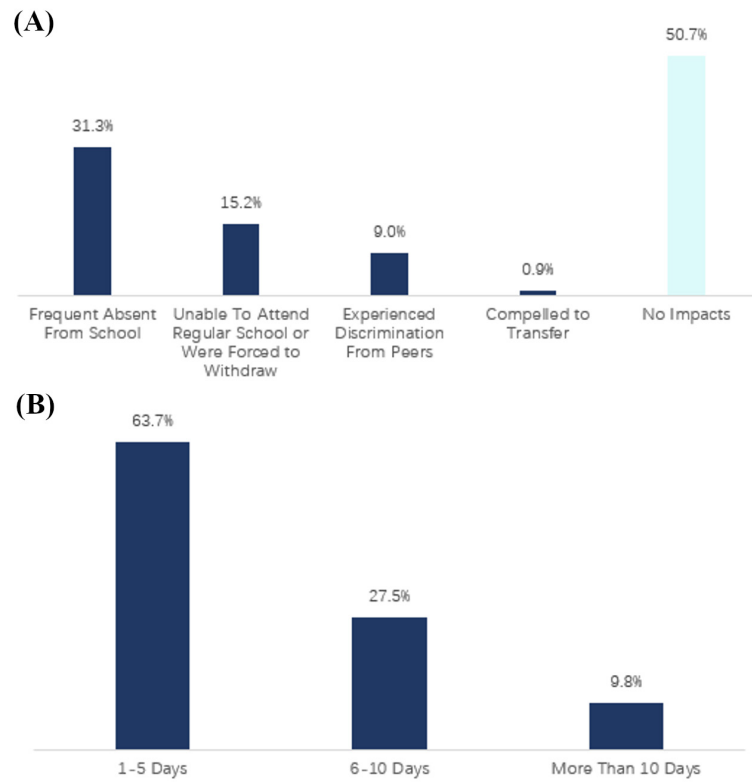 (A)
50.7%
31.3%
15.2%
9.0%
0.9%
Frequent Absent
From School
Unable To Attend
Regular School or
Were Forced to
Withdraw
Experienced
Discrimination
From Peers
Compelled to
Transfer
No Impacts
(B)
63.7%
27.5%
9.8%
1-5 Days
6-10 Days
More Than 10 Days